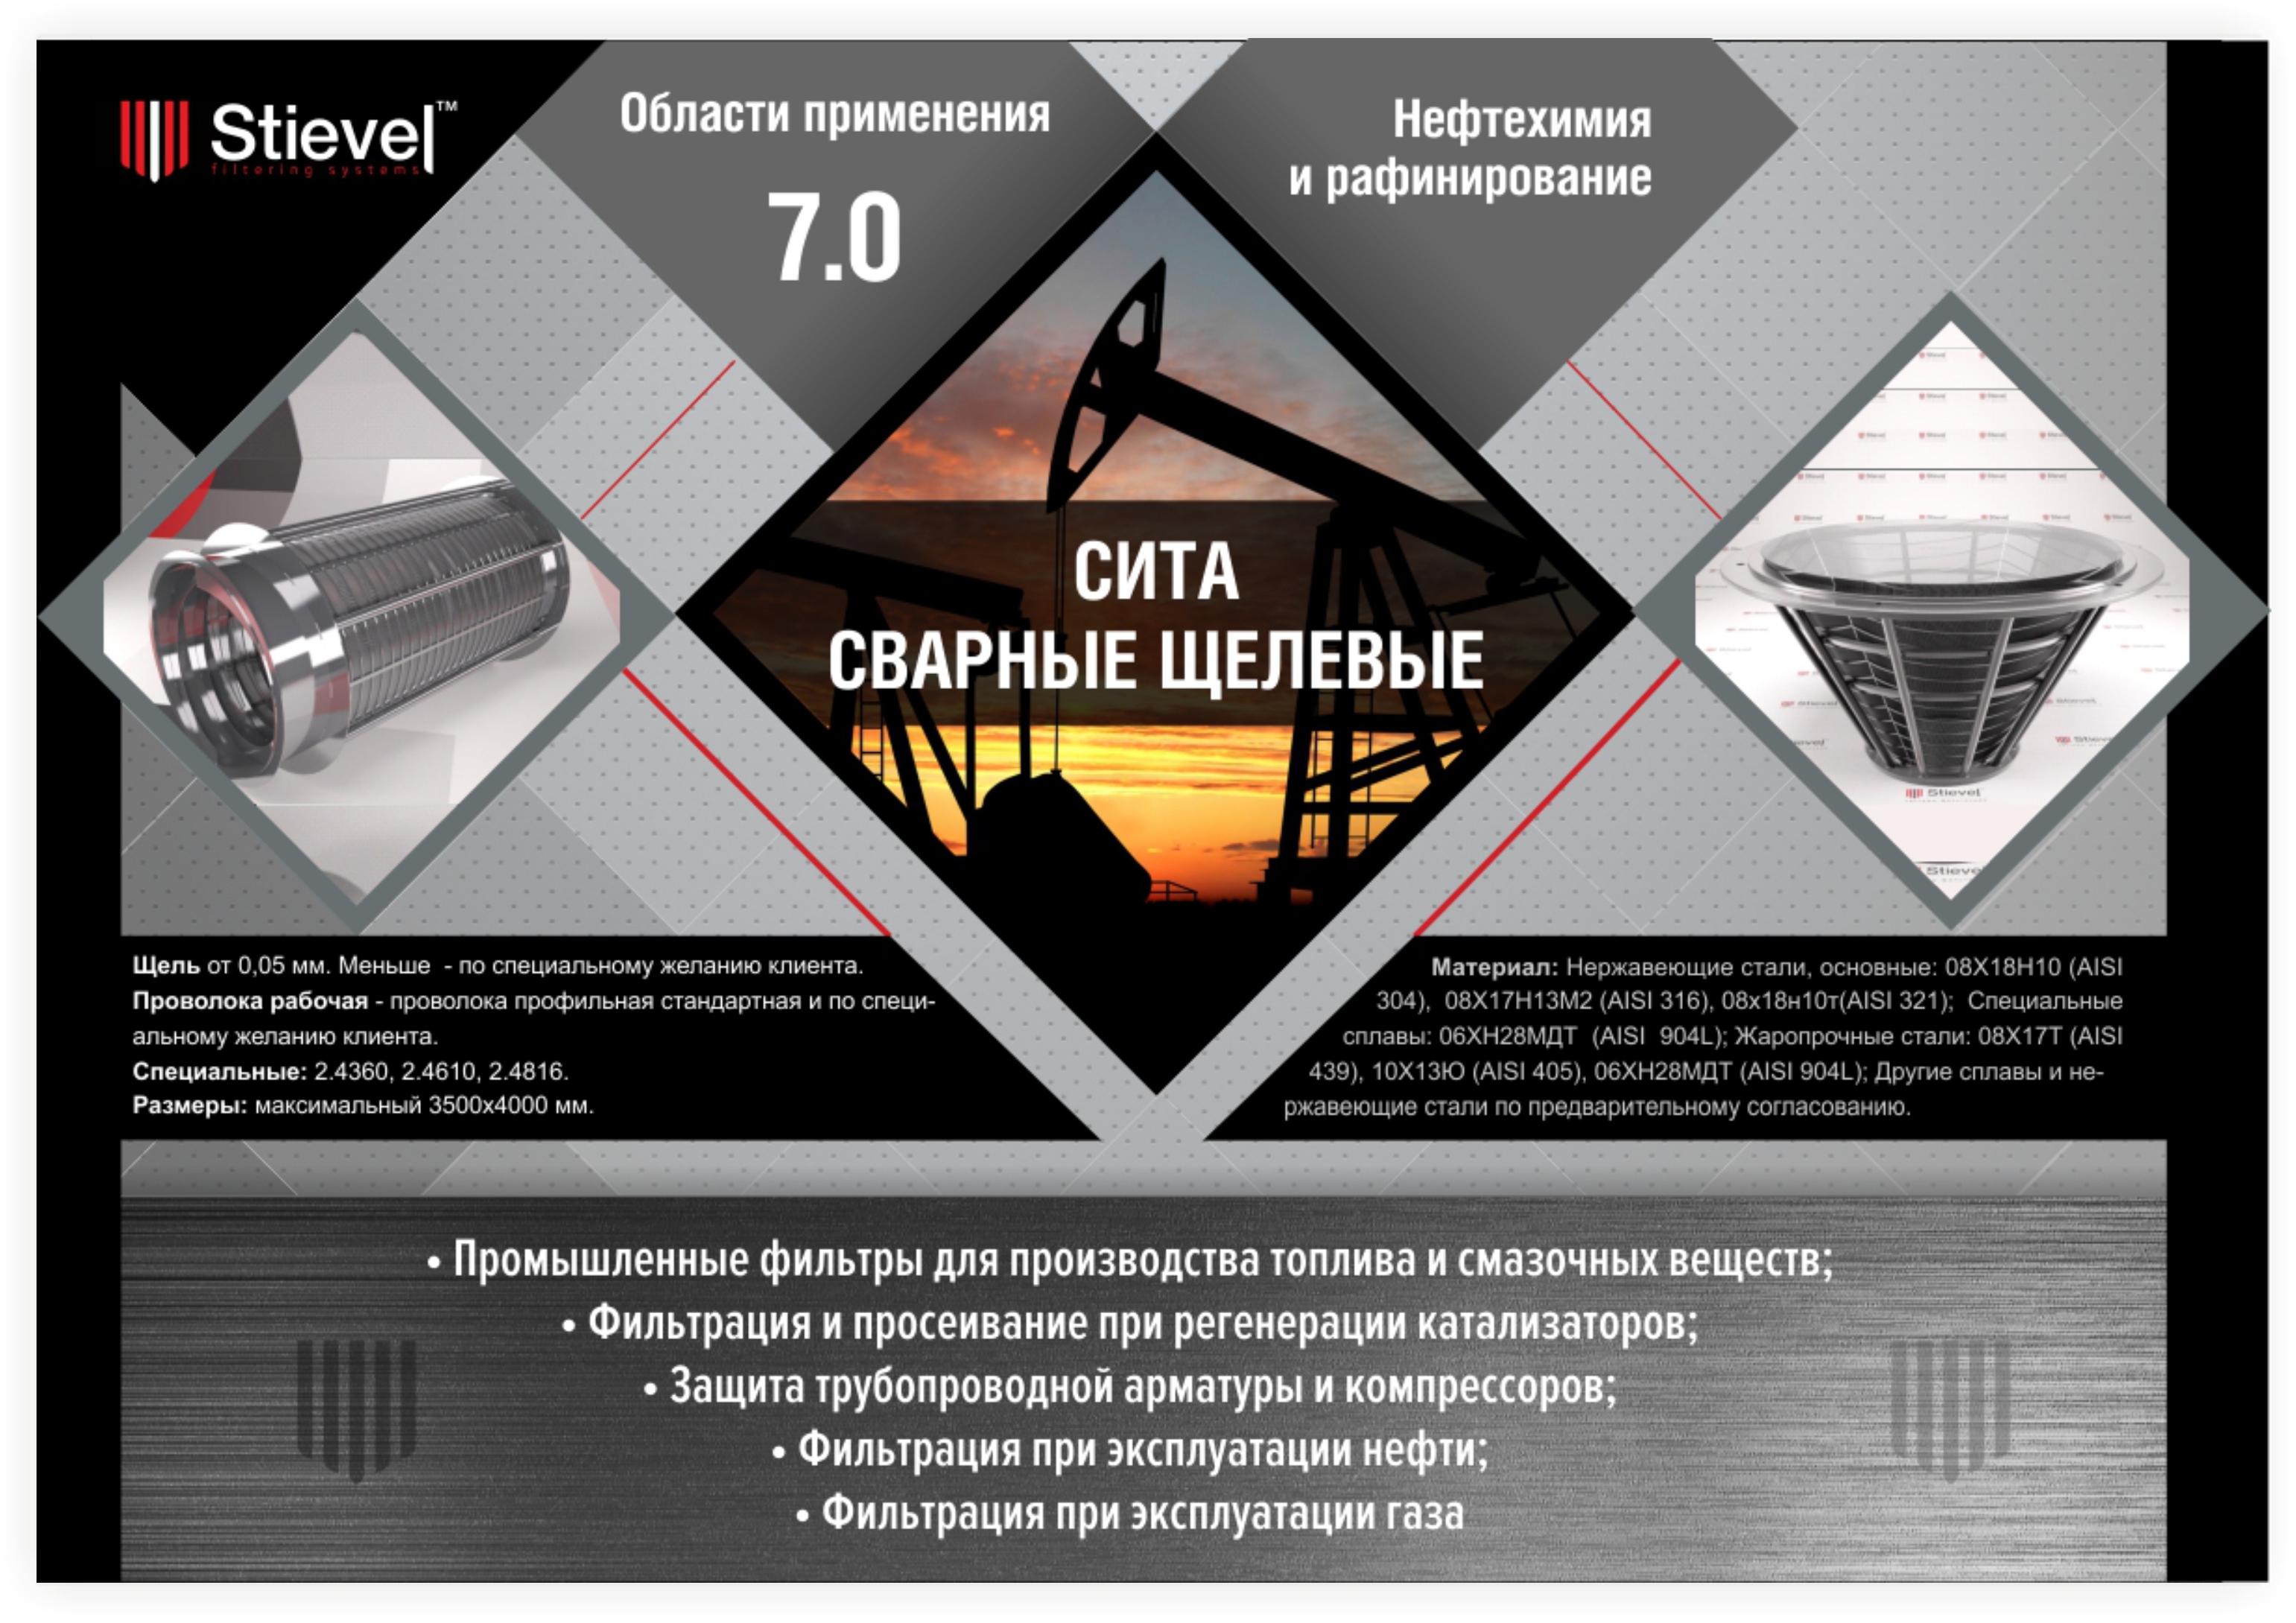 Stievel™
filtering systems
Области применения
7.0
Нефтехимия
и рафинирование
СИТА
СВАРНЫЕ ЩЕЛЕВЫЕ
Stievel
Щель от 0,05 мм. Меньше  - по специальному желанию клиента.
Проволока рабочая - проволока профильная стандартная и по специ-
альному желанию клиента.
Специальные: 2.4360, 2.4610, 2.4816.
Размеры: максимальный 3500х4000 мм.
Материал: Нержавеющие стали, основные: 08Х18Н10 (AISI
304),  08Х17Н13М2 (AISI 316), 08х18н10т(AISI 321);  Специальные
сплавы: 06ХН28МДТ  (AISI  904L); Жаропрочные стали: 08Х17Т (AISI
439), 10Х13Ю (AISI 405), 06ХН28МДТ (AISI 904L); Другие сплавы и не-
ржавеющие стали по предварительному согласованию.
• Промышленные фильтры для производства топлива и смазочных веществ;
• Фильтрация и просеивание при регенерации катализаторов;
• Защита трубопроводной арматуры и компрессоров;
• Фильтрация при эксплуатации нефти;
• Фильтрация при эксплуатации газа